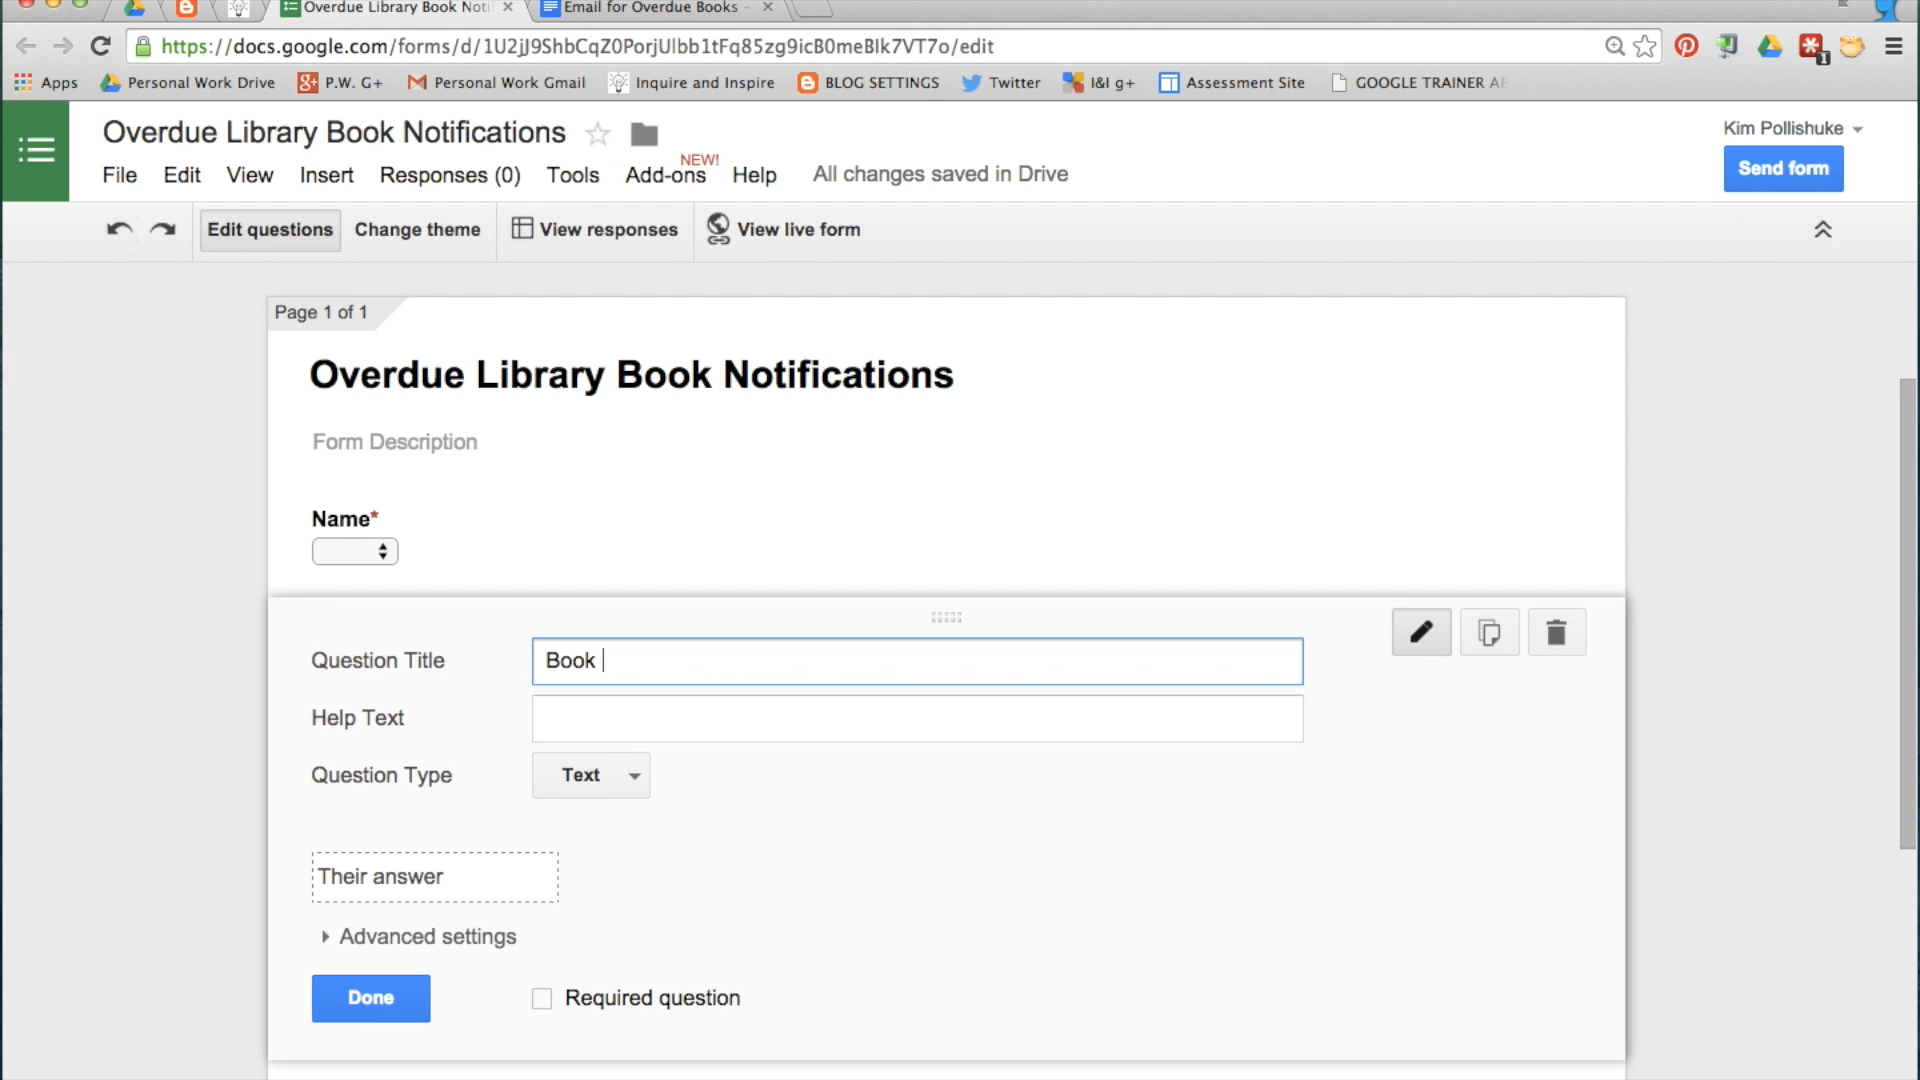 Overdue Library Book Noti
Email for Overdue Books -
https://docs.google.com/forms/d/1U2jJ9ShbCqZ0PorjUlbb1tFq85zg9icB0meBIk7VT7o/edit
Apps Personal Work Drive P.W. G+ Personal Work Gmail Inquire and Inspire BLOG SETTINGS Twitter I&I g+ Assessment Site GOOGLE TRAINER AP
Overdue Library Book Notifications
Kim Pollishuke
NEW!
File Edit View Insert Responses (0) Tools Add-ons Help All changes saved in Drive
Send form
Edit questions Change theme View responses View live form
Page 1 of 1
Overdue Library Book Notifications
Form Description
Name*
Question Title Book
Help Text
Question Type Text
Their answer
Advanced settings
Done Required question